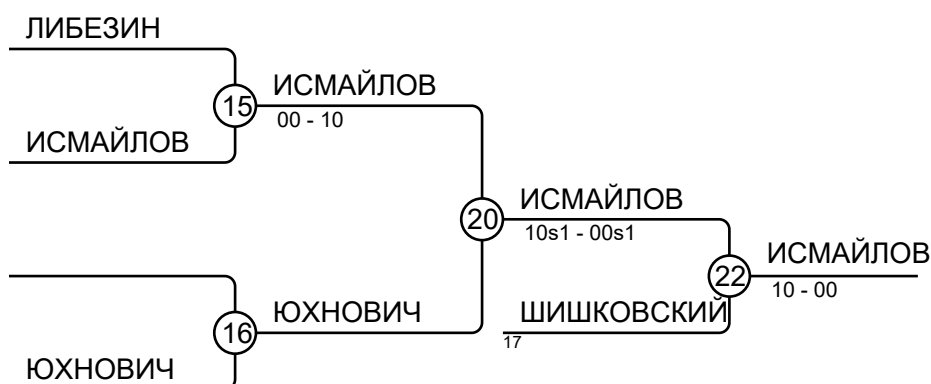 ЛИБЕЗИН
15
ИСМАЙЛОВ
00 - 10
ИСМАЙЛОВ
20
ИСМАЙЛОВ
10s1 - 00s1
22
ИСМАЙЛОВ
10 - 00
16
ЮХНОВИЧ
ШИШКОВСКИЙ
17
ЮХНОВИЧ